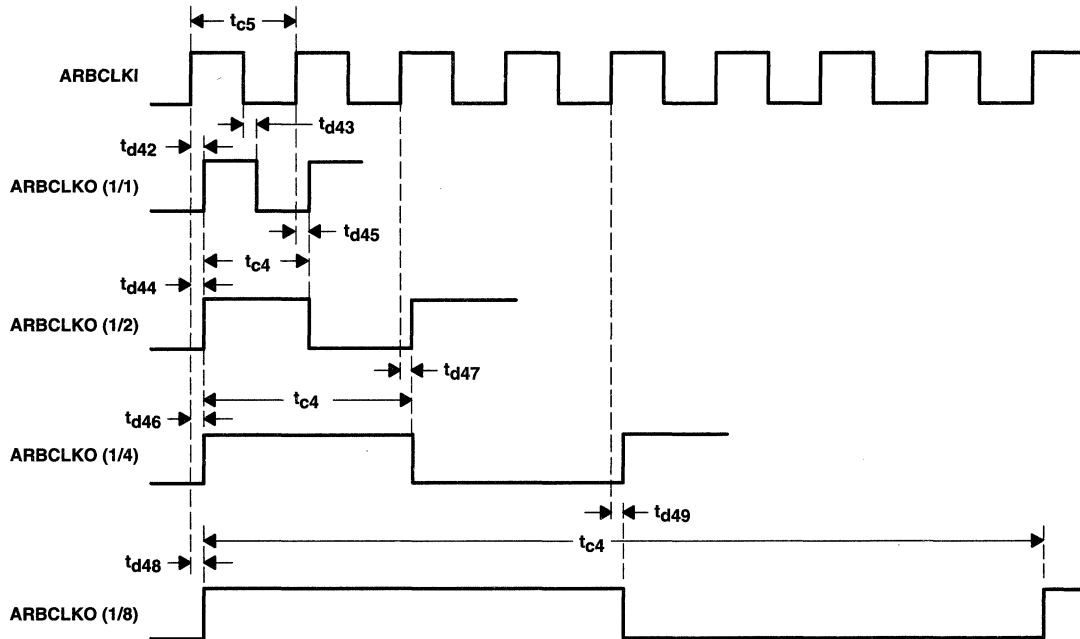 tc5
ARBCLKI
td43
td42
ARBCLKO (1/1)
td45
tc4
td44
ARBCLKO (1/2)
td47
tc4
td46
ARBCLKO (1/4)
td49
tc4
td48
ARBCLKO (1/8)